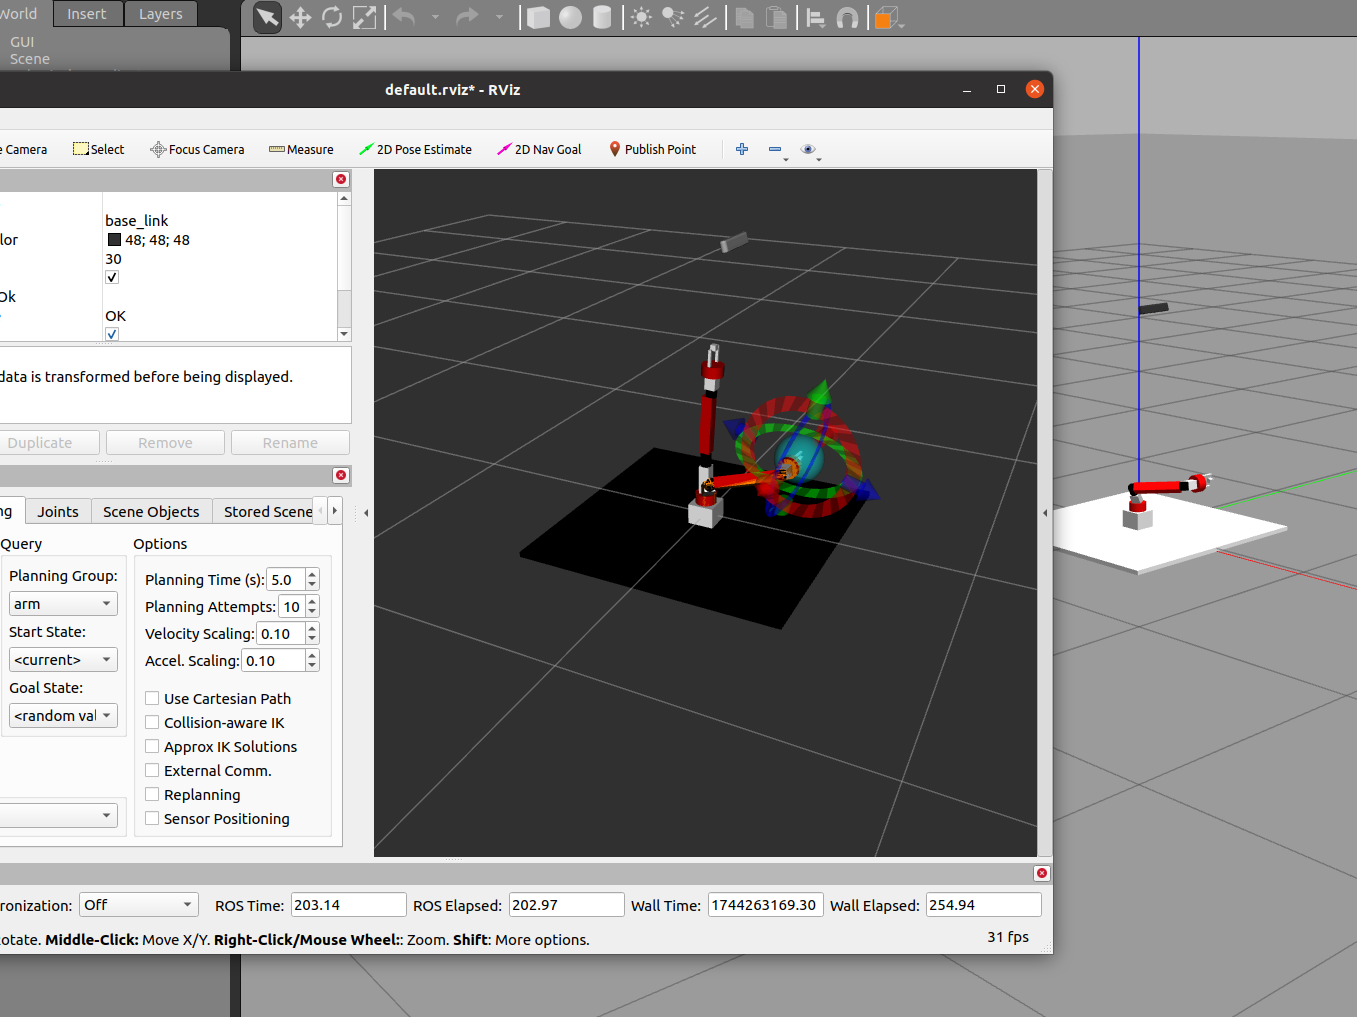 World Insert Layers
GUI
Scene
default.rviz* - RViz
Camera Select Focus Camera Measure 2D Pose Estimate 2D Nav Goal Publish Point
base_link
lor 48; 48; 48
30
Ok
OK
data is transformed before being displayed.
Duplicate Remove Rename
ng Joints Scene Objects Stored Scene
Query Options
Planning Group: Planning Time (s): 5.0
arm Planning Attempts: 10
Start State: Velocity Scaling: 0.10
<current> Accel. Scaling: 0.10
Goal State: Use Cartesian Path
<random val Collision-aware IK
Approx IK Solutions
External Comm.
Replanning
Sensor Positioning
ronization: Off ROS Time: 203.14 ROS Elapsed: 202.97 Wall Time: 1744263169.30 Wall Elapsed: 254.94
otate. Middle-Click: Move X/Y. Right-Click/Mouse Wheel:: Zoom. Shift: More options. 31 fps